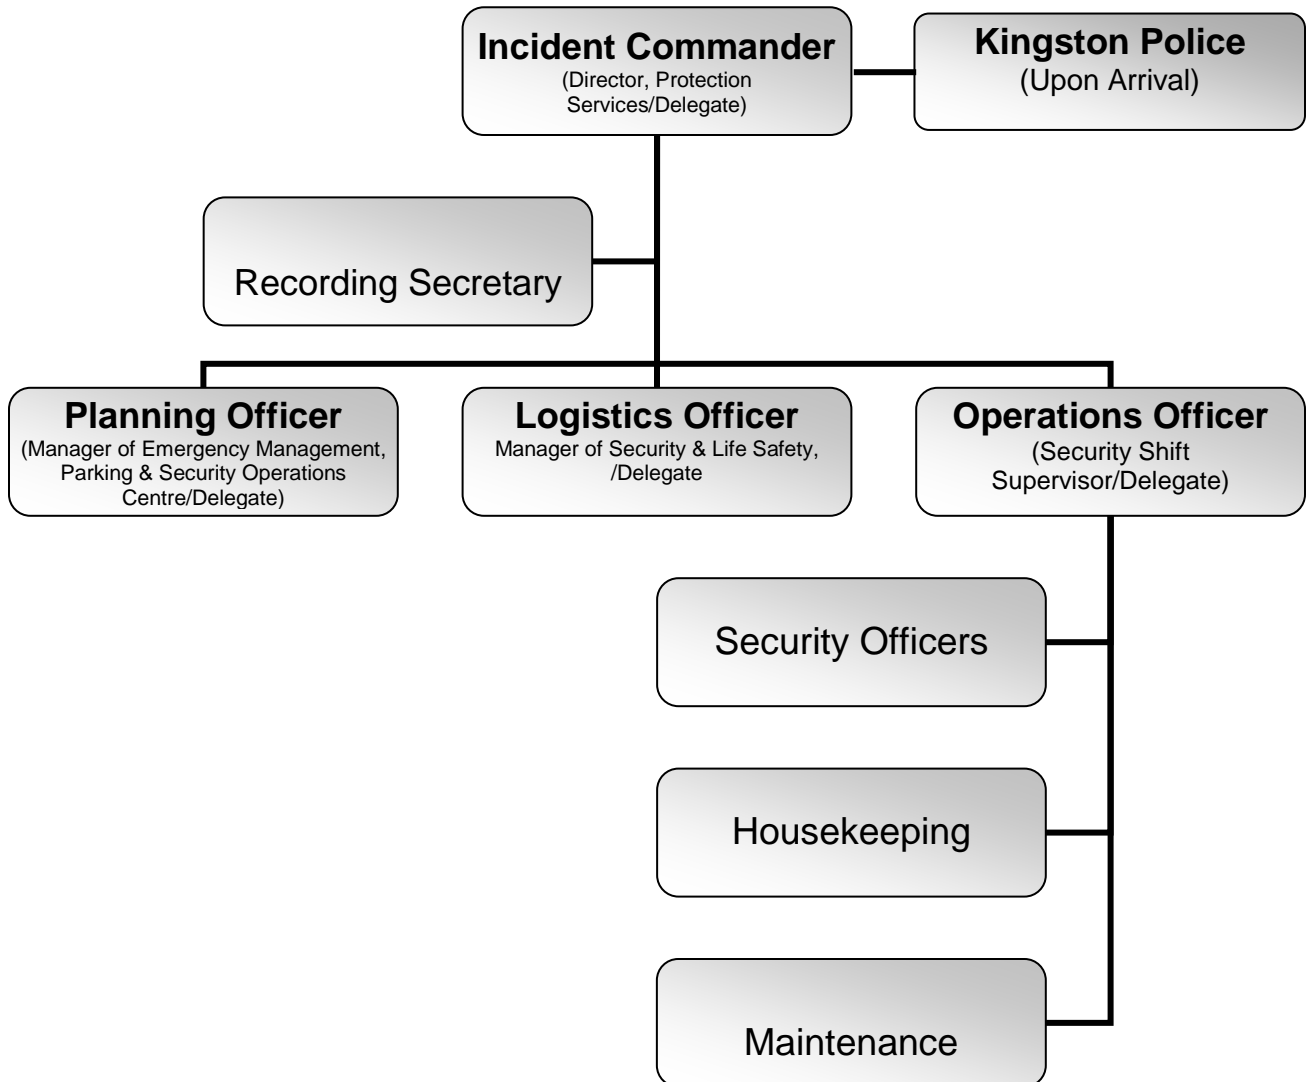 Incident Commander
(Director, Protection
Services/Delegate)
Kingston Police
(Upon Arrival)
Recording Secretary
Planning Officer
(Manager of Emergency Management,
Parking & Security Operations
Centre/Delegate)
Logistics Officer
Manager of Security & Life Safety,
/Delegate
Operations Officer
(Security Shift
Supervisor/Delegate)
Security Officers
Housekeeping
Maintenance